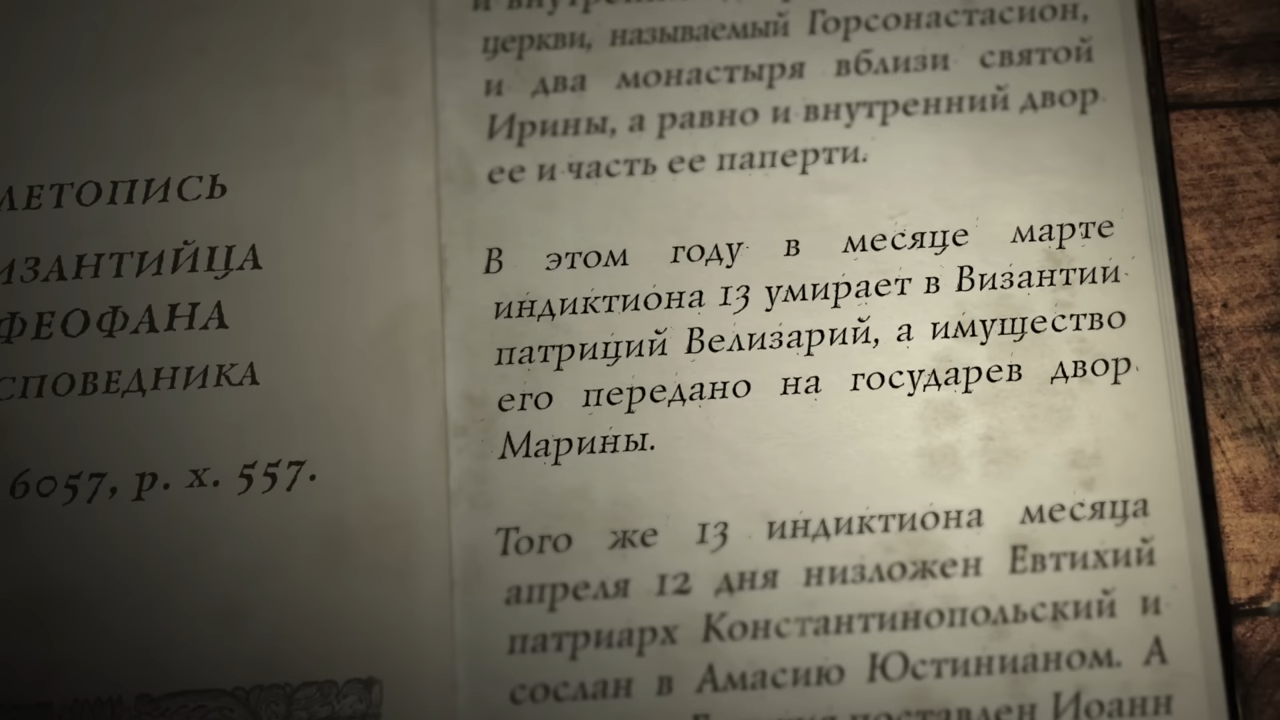 ЛЕТОПИСЬ
ИЗАНТИЙЦА
ФЕОФАНА
СПОВЕДНИКА
6057, р. х. 557.
церкви, называемый Горсонастасион,
и два монастыря вблизи святой
Ирины, а равно и внутренний двор
ее и часть ее паперти.
В этом году в месяце марте
индиктиона 13 умирает в Византии
патриций Велизарий, а имущество
его передано на государев двор
Марины.
Того же 13 индиктиона месяца
апреля 12 дня низложен Евтихий
патриарх Константинопольский и
сослан в Амасию Юстинианом. А
поставлен Иоанн